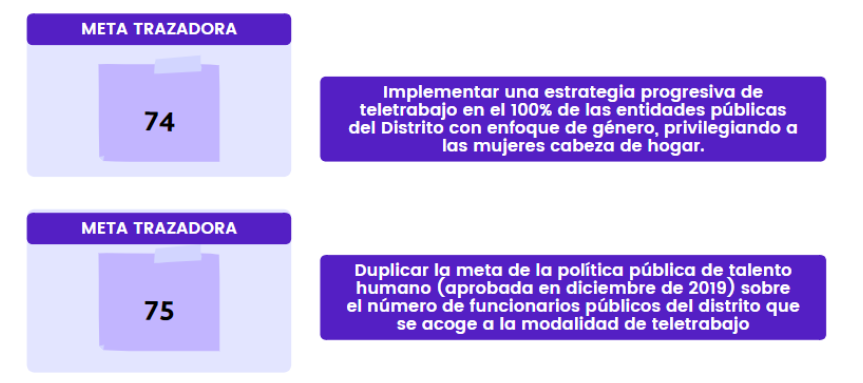 META TRAZADORA
74
Implementar una estrategia progresiva de
teletrabajo en el 100% de las entidades públicas
del Distrito con enfoque de género, privilegiando a
las mujeres cabeza de hogar.
META TRAZADORA
75
Duplicar la meta de la política pública de talento
humano (aprobada en diciembre de 2019) sobre
el número de funcionarios públicos del distrito que
se acoge a la modalidad de teletrabajo